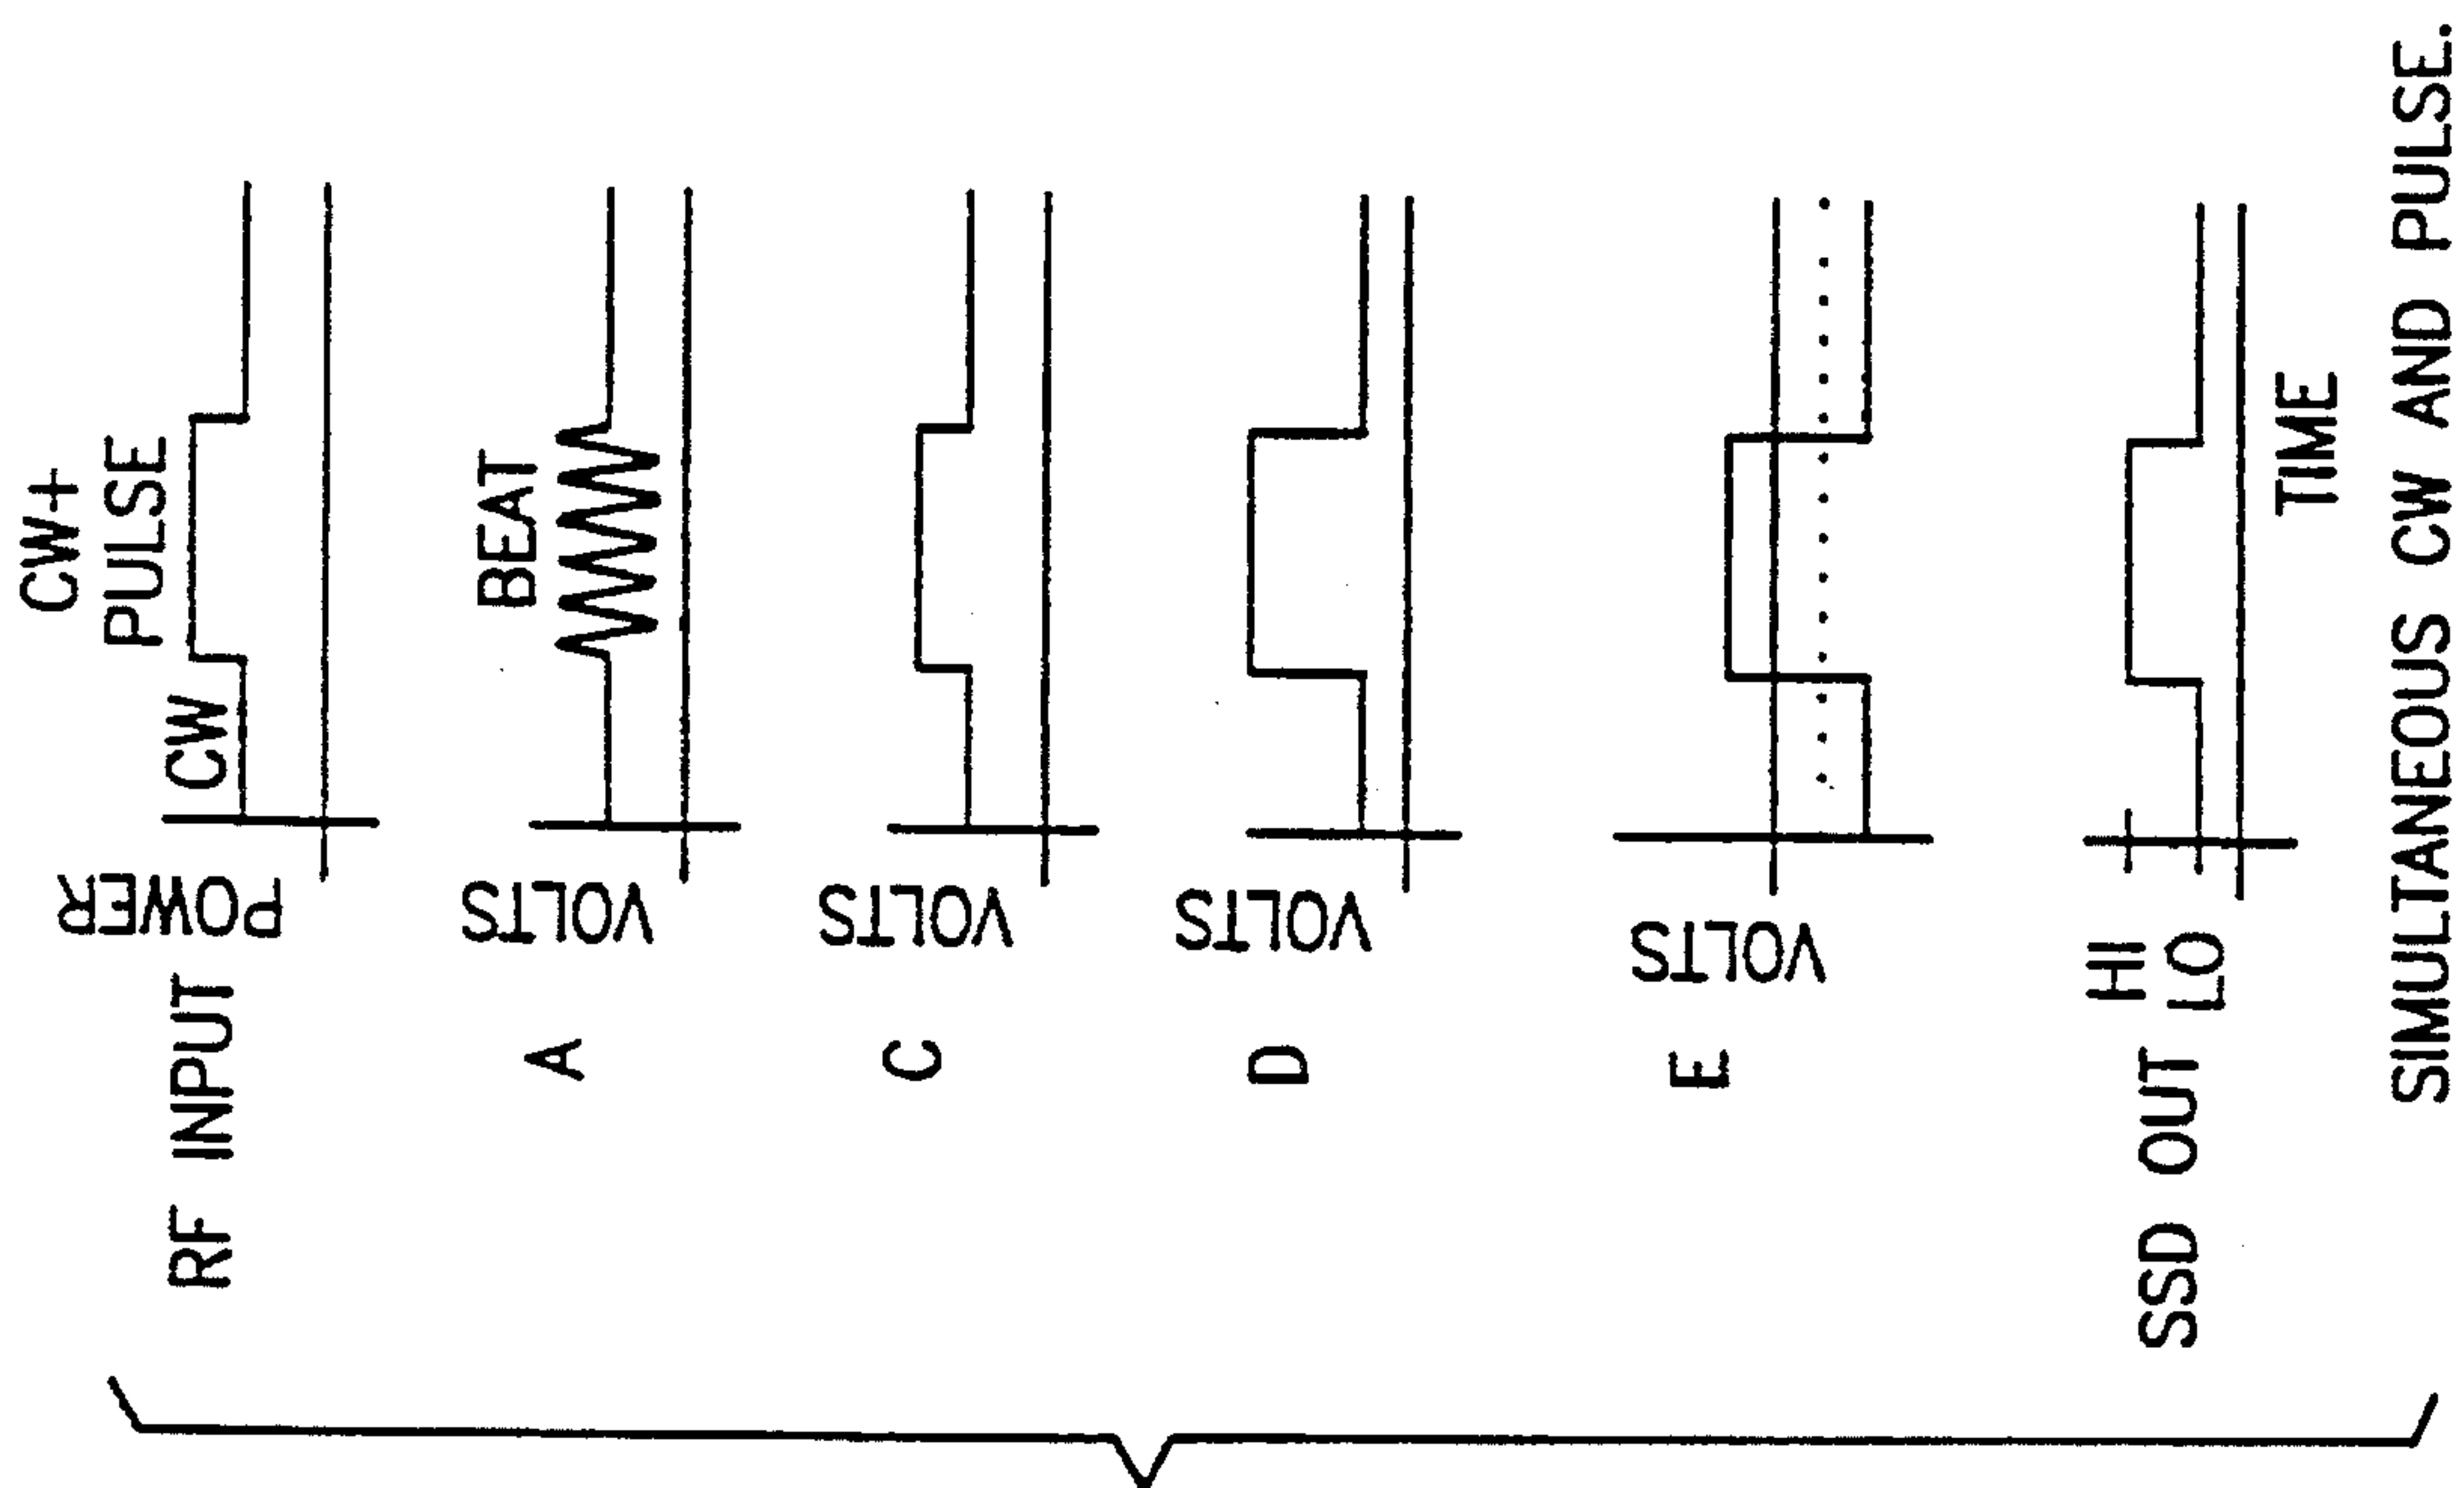 CW+
PULSE
CW
POWER
RF INPUT
BEAT
VOLTS
A
VOLTS
C
VOLTS
D
VOLTS
E
HI
LO
SSD OUT
TIME
SIMULTANEOUS CW AND PULSE.